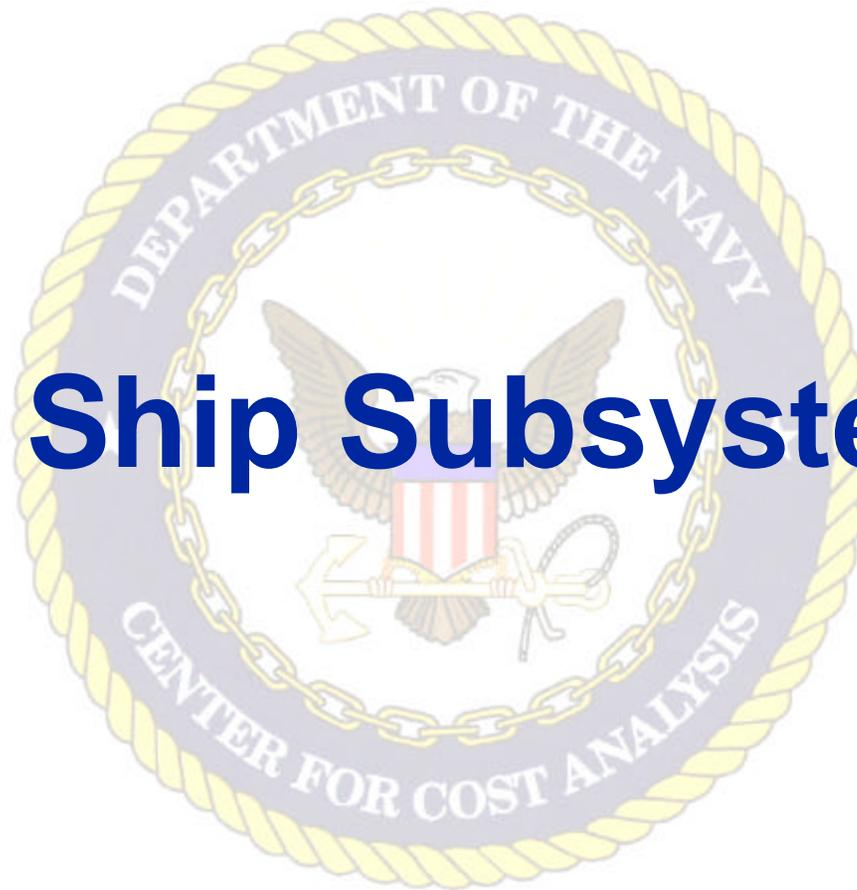 DEPARTMENT OF THE NAVY
Ship Subsyste
CENTER FOR COST ANALYSIS